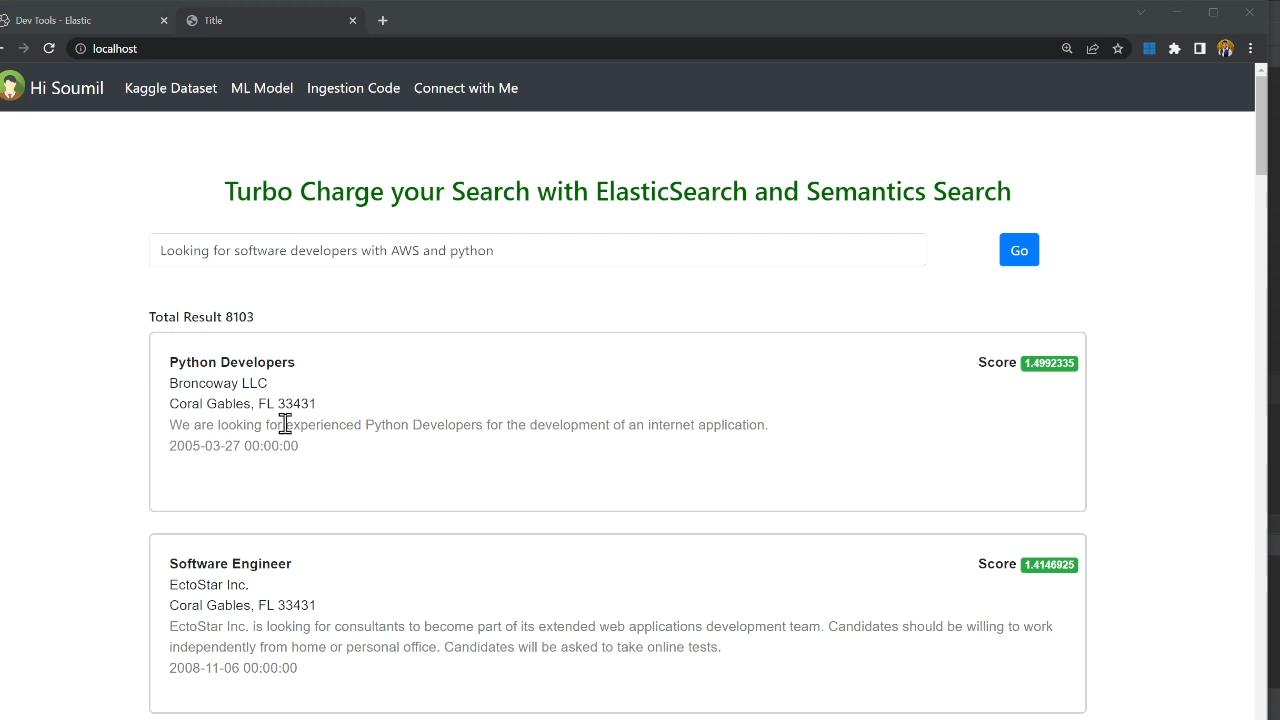 Dev Tools - Elastic
Title
localhost
Hi Soumil Kaggle Dataset ML Model Ingestion Code Connect with Me
Turbo Charge your Search with ElasticSearch and Semantics Search
Looking for software developers with AWS and python
Go
Total Result 8103
Python Developers
Score 1.4992335
Broncoway LLC
Coral Gables, FL 33431
We are looking for experienced Python Developers for the development of an internet application.
2005-03-27 00:00:00
Software Engineer
Score 1.4146925
EctoStar Inc.
Coral Gables, FL 33431
EctoStar Inc. is looking for consultants to become part of its extended web applications development team. Candidates should be willing to work
independently from home or personal office. Candidates will be asked to take online tests.
2008-11-06 00:00:00